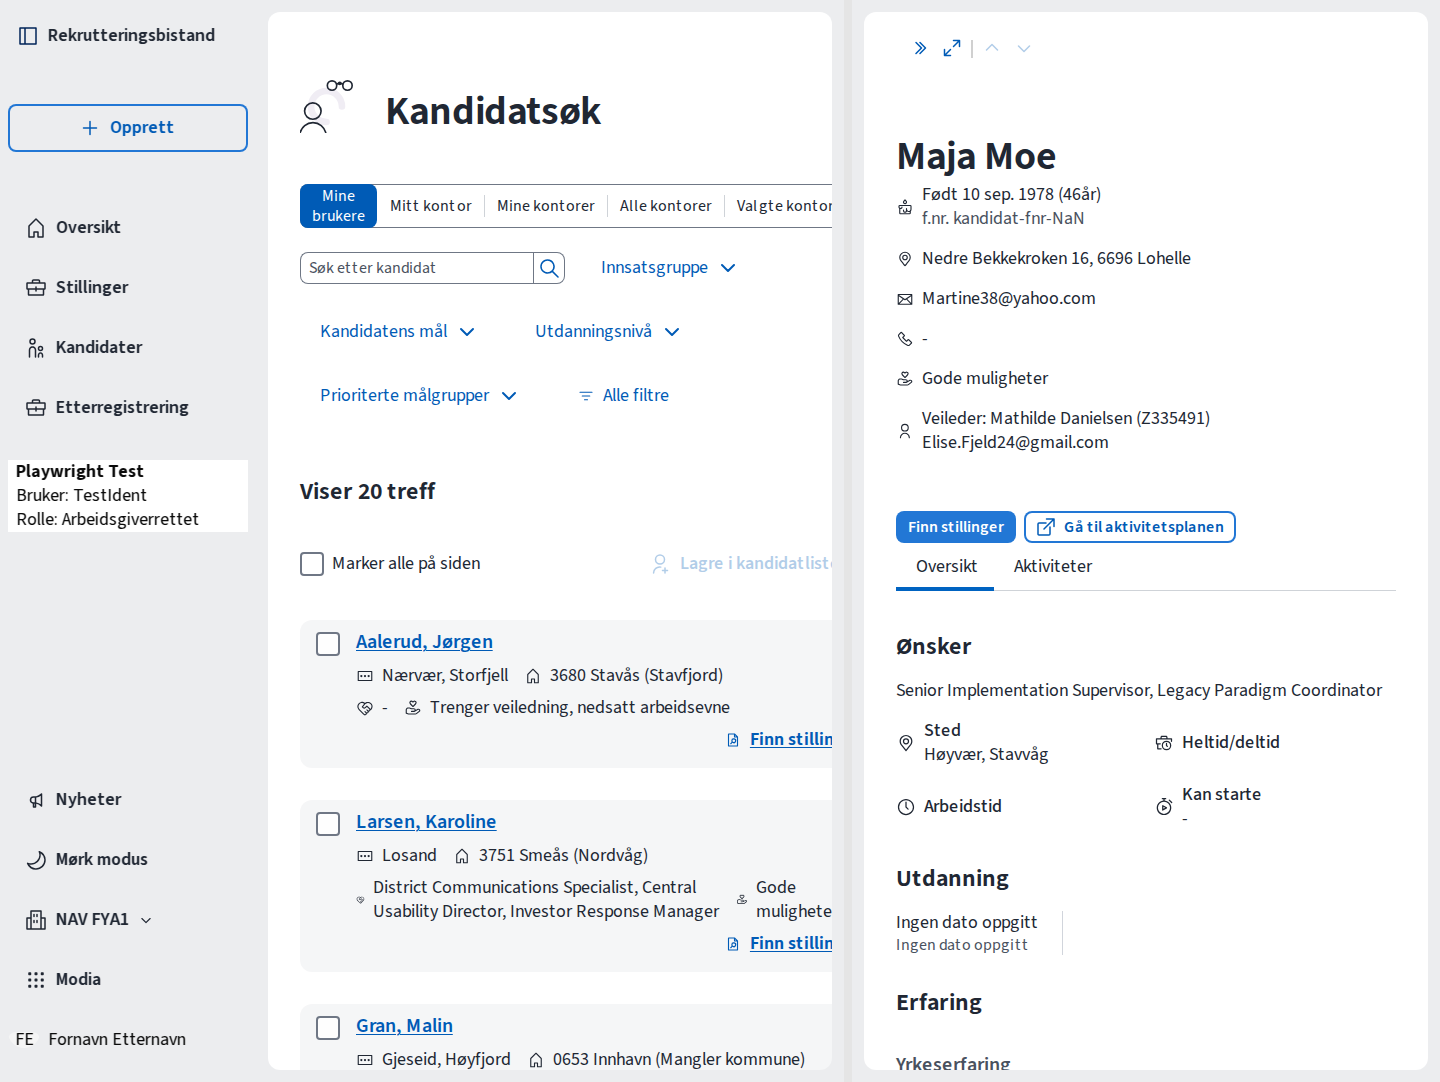 Rekrutteringsbistand
Opprett
Oversikt
Stillinger
Kandidater
Etterregistrering
Playwright Test
Bruker: TestIdent
Rolle: Arbeidsgiverrettet
Nyheter
Mørk modus
NAV FYA1
Modia
FE Fornavn Etternavn
Kandidatsøk
Mine brukere
Mitt kontor
Mine kontorer
Alle kontorer
Valgte kontor
Søk etter kandidat
Innsatsgruppe
Kandidatens mål
Utdanningsnivå
Prioriterte målgrupper
Alle filtre
Viser 20 treff
Marker alle på siden
Lagre i kandidatliste
Aalerud, Jørgen
Nærvær, Storfjell
3680 Stavås (Stavfjord)
-
Trenger veiledning, nedsatt arbeidsevne
Finn stillin
Larsen, Karoline
Losand
3751 Smeås (Nordvåg)
District Communications Specialist, Central
Usability Director, Investor Response Manager
Gode
mulighete
Finn stillin
Gran, Malin
Gjeseid, Høyfjord
0653 Innhavn (Mangler kommune)
Maja Moe
Født 10 sep. 1978 (46år)
f.nr. kandidat-fnr-NaN
Nedre Bekkekroken 16, 6696 Lohelle
Martine38@yahoo.com
-
Gode muligheter
Veileder: Mathilde Danielsen (Z335491)
Elise.Fjeld24@gmail.com
Finn stillinger
Gå til aktivitetsplanen
Oversikt
Aktiviteter
Ønsker
Senior Implementation Supervisor, Legacy Paradigm Coordinator
Sted
Høyvær, Stavvåg
Heltid/deltid
Arbeidstid
Kan starte
-
Utdanning
Ingen dato oppgitt
Ingen dato oppgitt
Erfaring
Yrkeserfaring